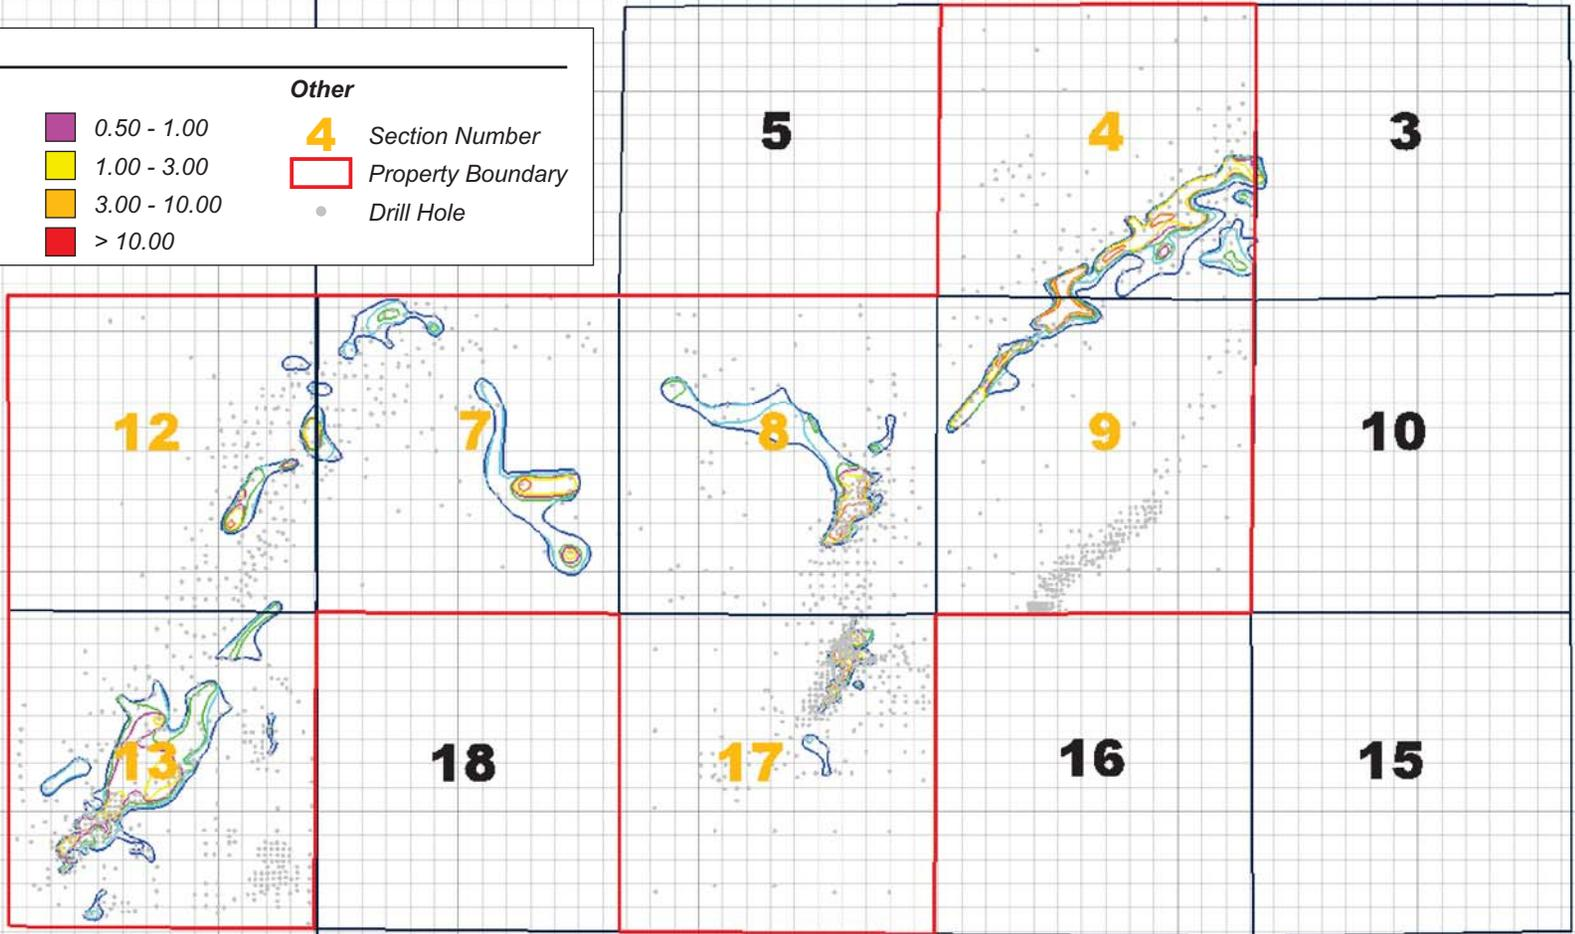 Other
0.50 - 1.00
4 Section Number
1.00 - 3.00
Property Boundary
3.00 - 10.00
Drill Hole
> 10.00
5 4 3
12 7 8 9 10
13 18 17 16 15